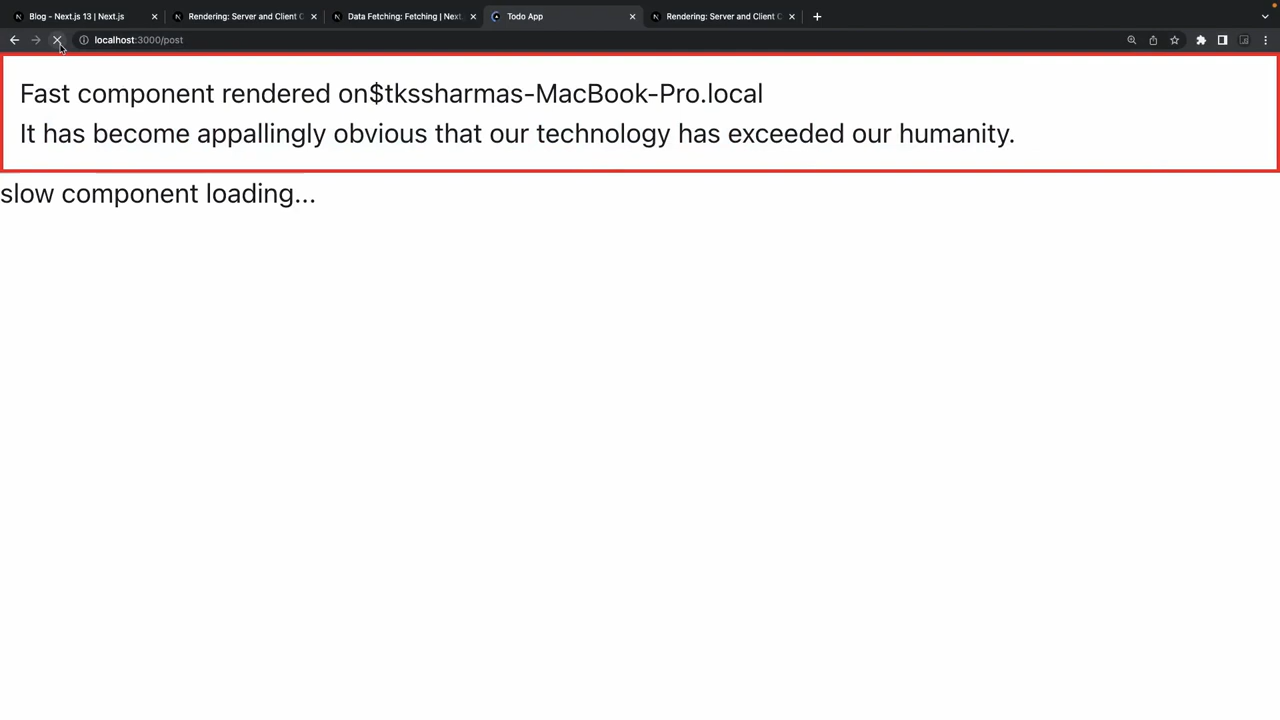 Blog - Next.js 13 | Next.js
Rendering: Server and Client C
Data Fetching: Fetching | Next.
Todo App
Rendering: Server and Client C
localhost:3000/post
Fast component rendered on$tkssharmas-MacBook-Pro.local
It has become appallingly obvious that our technology has exceeded our humanity.
slow component loading...